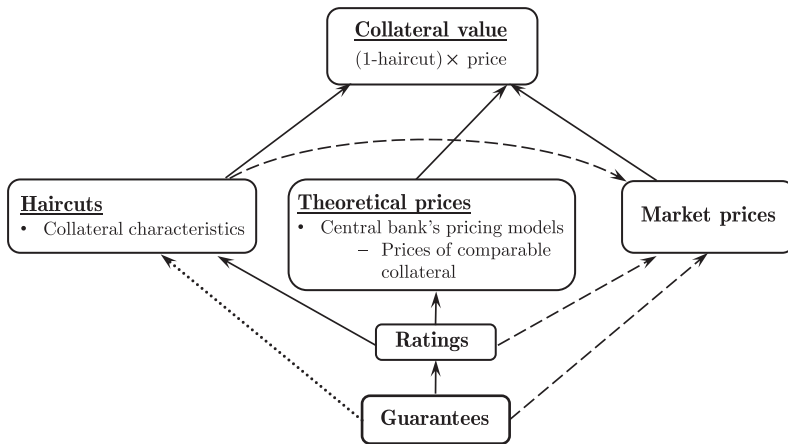 Collateral value
(1-haircut) × price
Haircuts
• Collateral characteristics
Theoretical prices
• Central bank's pricing models
– Prices of comparable
collateral
Market prices
Ratings
Guarantees